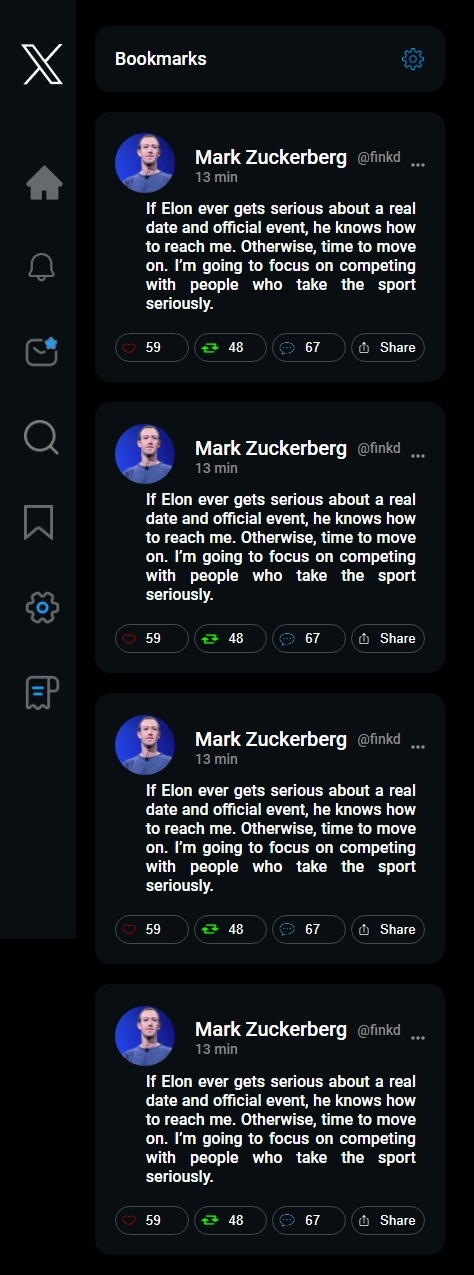 Bookmarks
Mark Zuckerberg @finkd
13 min
If Elon ever gets serious about a real
date and official event, he knows how
to reach me. Otherwise, time to move
on. I’m going to focus on competing
with people who take the sport
seriously.
59 48 67 Share
Mark Zuckerberg @finkd
13 min
If Elon ever gets serious about a real
date and official event, he knows how
to reach me. Otherwise, time to move
on. I’m going to focus on competing
with people who take the sport
seriously.
59 48 67 Share
Mark Zuckerberg @finkd
13 min
If Elon ever gets serious about a real
date and official event, he knows how
to reach me. Otherwise, time to move
on. I’m going to focus on competing
with people who take the sport
seriously.
59 48 67 Share
Mark Zuckerberg @finkd
13 min
If Elon ever gets serious about a real
date and official event, he knows how
to reach me. Otherwise, time to move
on. I’m going to focus on competing
with people who take the sport
seriously.
59 48 67 Share